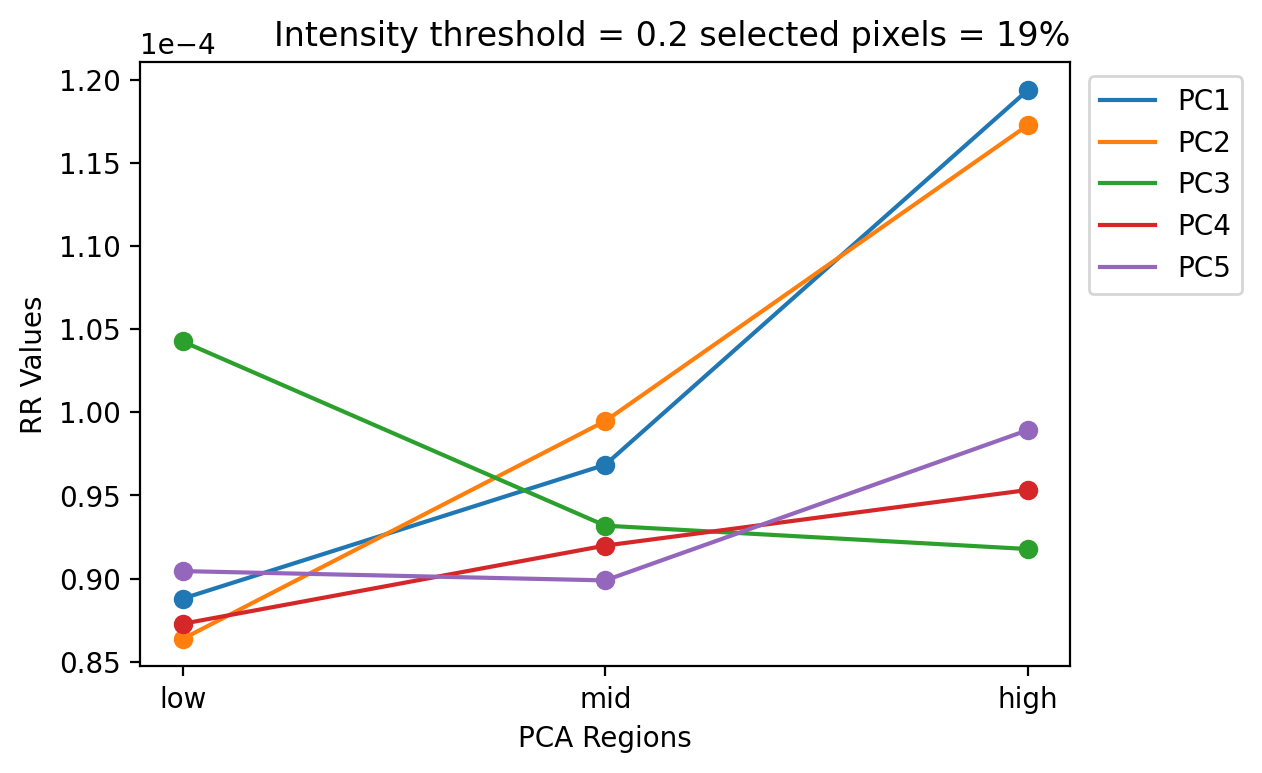 Intensity threshold = 0.2 selected pixels = 19%
1e−4
1.20
1.15
1.10
1.05
1.00
0.95
0.90
0.85
RR Values
low
mid
high
PCA Regions
PC1
PC2
PC3
PC4
PC5